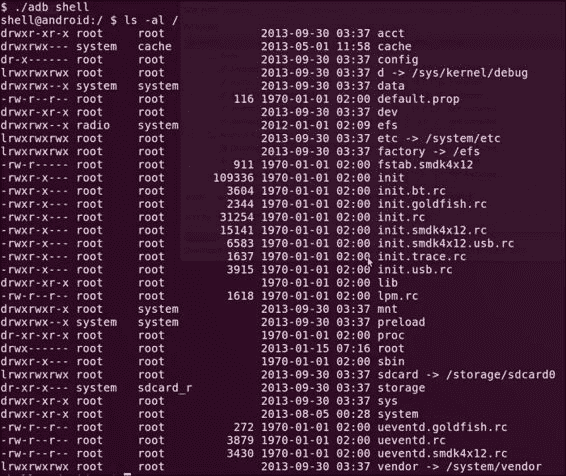 $ ./adb shell
shell@android:/ $ ls -al /
drwxr-xr-x root     root              2013-09-30 03:37 acct
drwxrwx--- system   cache             2013-05-01 11:58 cache
dr-x------ root     root              2013-09-30 03:37 config
lrwxrwxrwx root     root              2013-09-30 03:37 d -> /sys/kernel/debug
drwxrwx--x system   system            2013-09-30 03:37 data
-rw-r--r-- root     root          116 1970-01-01 02:00 default.prop
drwxr-xr-x root     root              2013-09-30 03:37 dev
drwxrwx--x radio    system            2012-01-01 02:09 efs
lrwxrwxrwx root     root              2013-09-30 03:37 etc -> /system/etc
lrwxrwxrwx root     root              2013-09-30 03:37 factory -> /efs
-rw-r----- root     root          911 1970-01-01 02:00 fstab.smdk4x12
-rwxr-x--- root     root       109336 1970-01-01 02:00 init
-rwxr-x--- root     root         3604 1970-01-01 02:00 init.bt.rc
-rwxr-x--- root     root         2344 1970-01-01 02:00 init.goldfish.rc
-rwxr-x--- root     root        31254 1970-01-01 02:00 init.rc
-rwxr-x--- root     root        15141 1970-01-01 02:00 init.smdk4x12.rc
-rwxr-x--- root     root         6583 1970-01-01 02:00 init.smdk4x12.usb.rc
-rwxr-x--- root     root         1637 1970-01-01 02:00 init.trace.rc
-rwxr-x--- root     root         3915 1970-01-01 02:00 init.usb.rc
drwxr-xr-x root     root              1970-01-01 02:00 lib
-rw-r--r-- root     root         1618 1970-01-01 02:00 lpm.rc
drwxrwxr-x root     system            2013-09-30 03:37 mnt
drwxrwx--x system   system            2013-09-30 03:37 preload
dr-xr-xr-x root     root              1970-01-01 02:00 proc
drwx------ root     root              2013-01-15 07:16 root
drwxr-x--- root     root              1970-01-01 02:00 sbin
lrwxrwxrwx root     root              2013-09-30 03:37 sdcard -> /storage/sdcard0
dr-xr-x--- system   sdcard_r          2013-09-30 03:37 storage
drwxr-xr-x root     root              2013-09-30 03:37 sys
drwxr-xr-x root     root              2013-08-05 00:28 system
-rw-r--r-- root     root          272 1970-01-01 02:00 ueventd.goldfish.rc
-rw-r--r-- root     root         3879 1970-01-01 02:00 ueventd.rc
-rw-r--r-- root     root         3430 1970-01-01 02:00 ueventd.smdk4x12.rc
lrwxrwxrwx root     root              2013-09-30 03:37 vendor -> /system/vendor